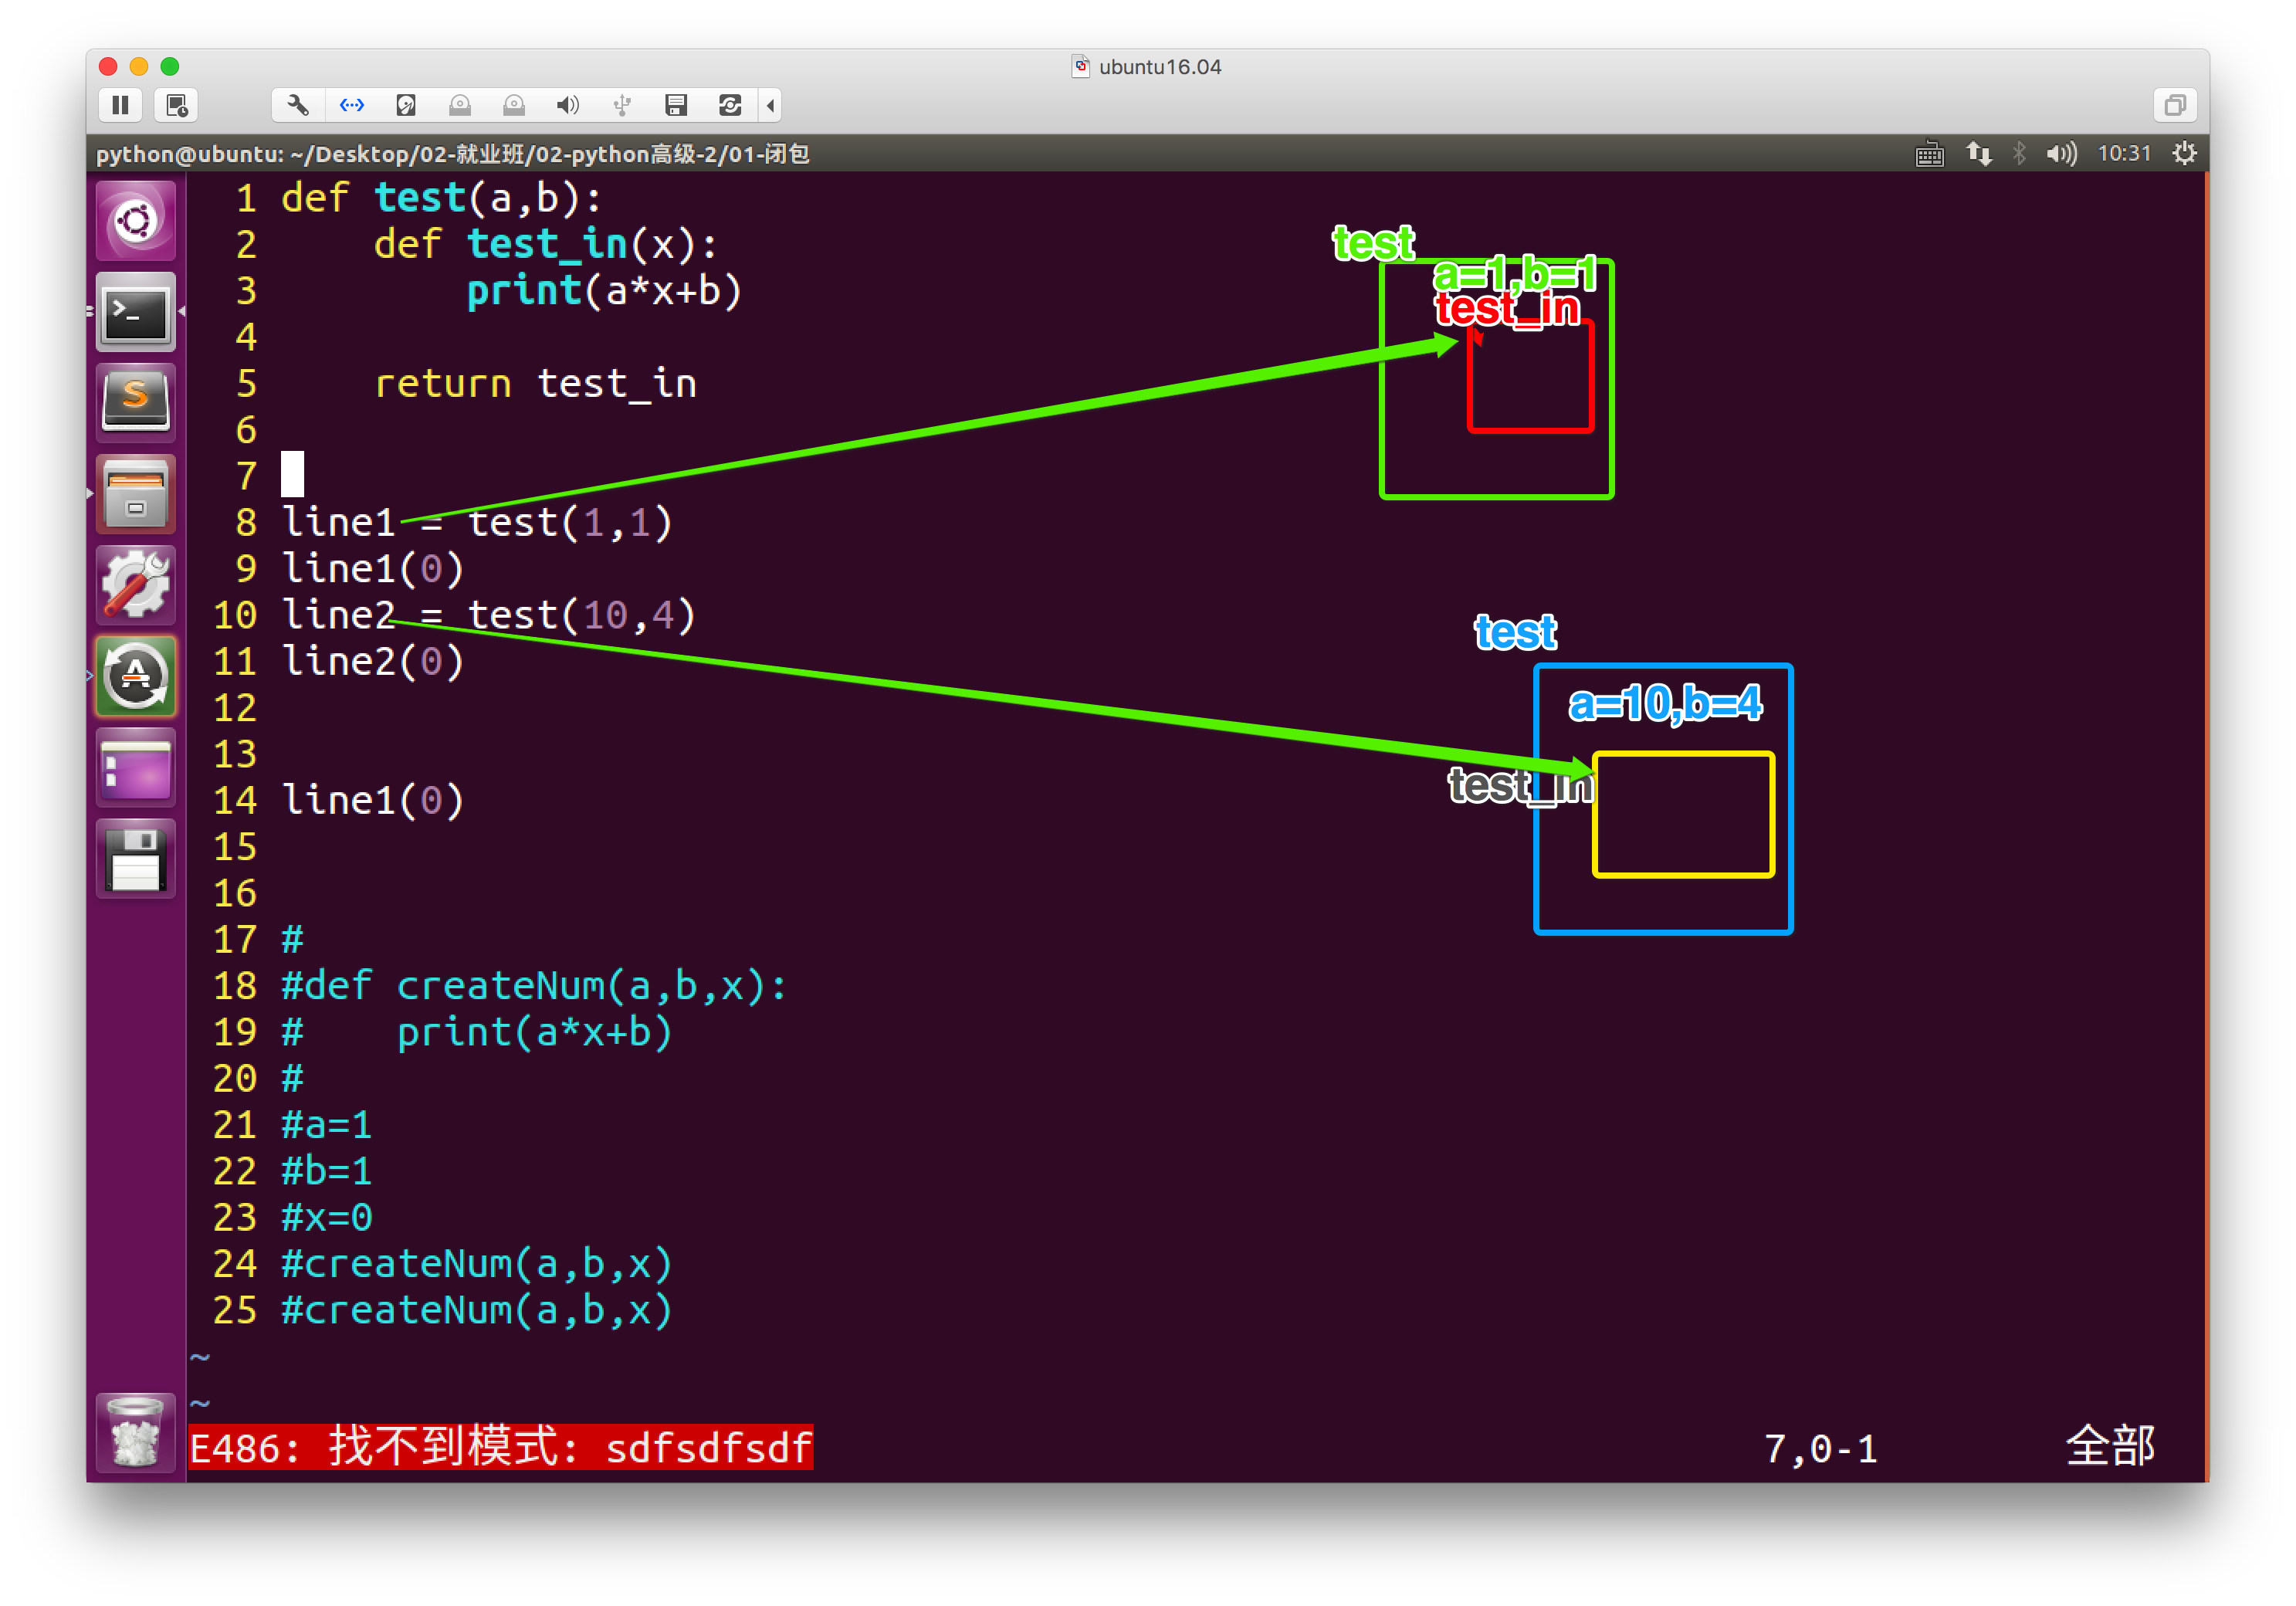 ubuntu16.04
python@ubuntu: ~/Desktop/02-就业班/02-python高级-2/01-闭包
10:31
1 def test(a,b):
2     def test_in(x):
3         print(a*x+b)
4
5     return test_in
6
7
8 line1 = test(1,1)
9 line1(0)
10 line2 = test(10,4)
11 line2(0)
12
13
14 line1(0)
15
16
17 #
18 #def createNum(a,b,x):
19 #    print(a*x+b)
20 #
21 #a=1
22 #b=1
23 #x=0
24 #createNum(a,b,x)
25 #createNum(a,b,x)
~
~
E486: 找不到模式: sdfsdfsdf
7,0-1
全部
test
a=1,b=1
test_in
test
a=10,b=4
test_in